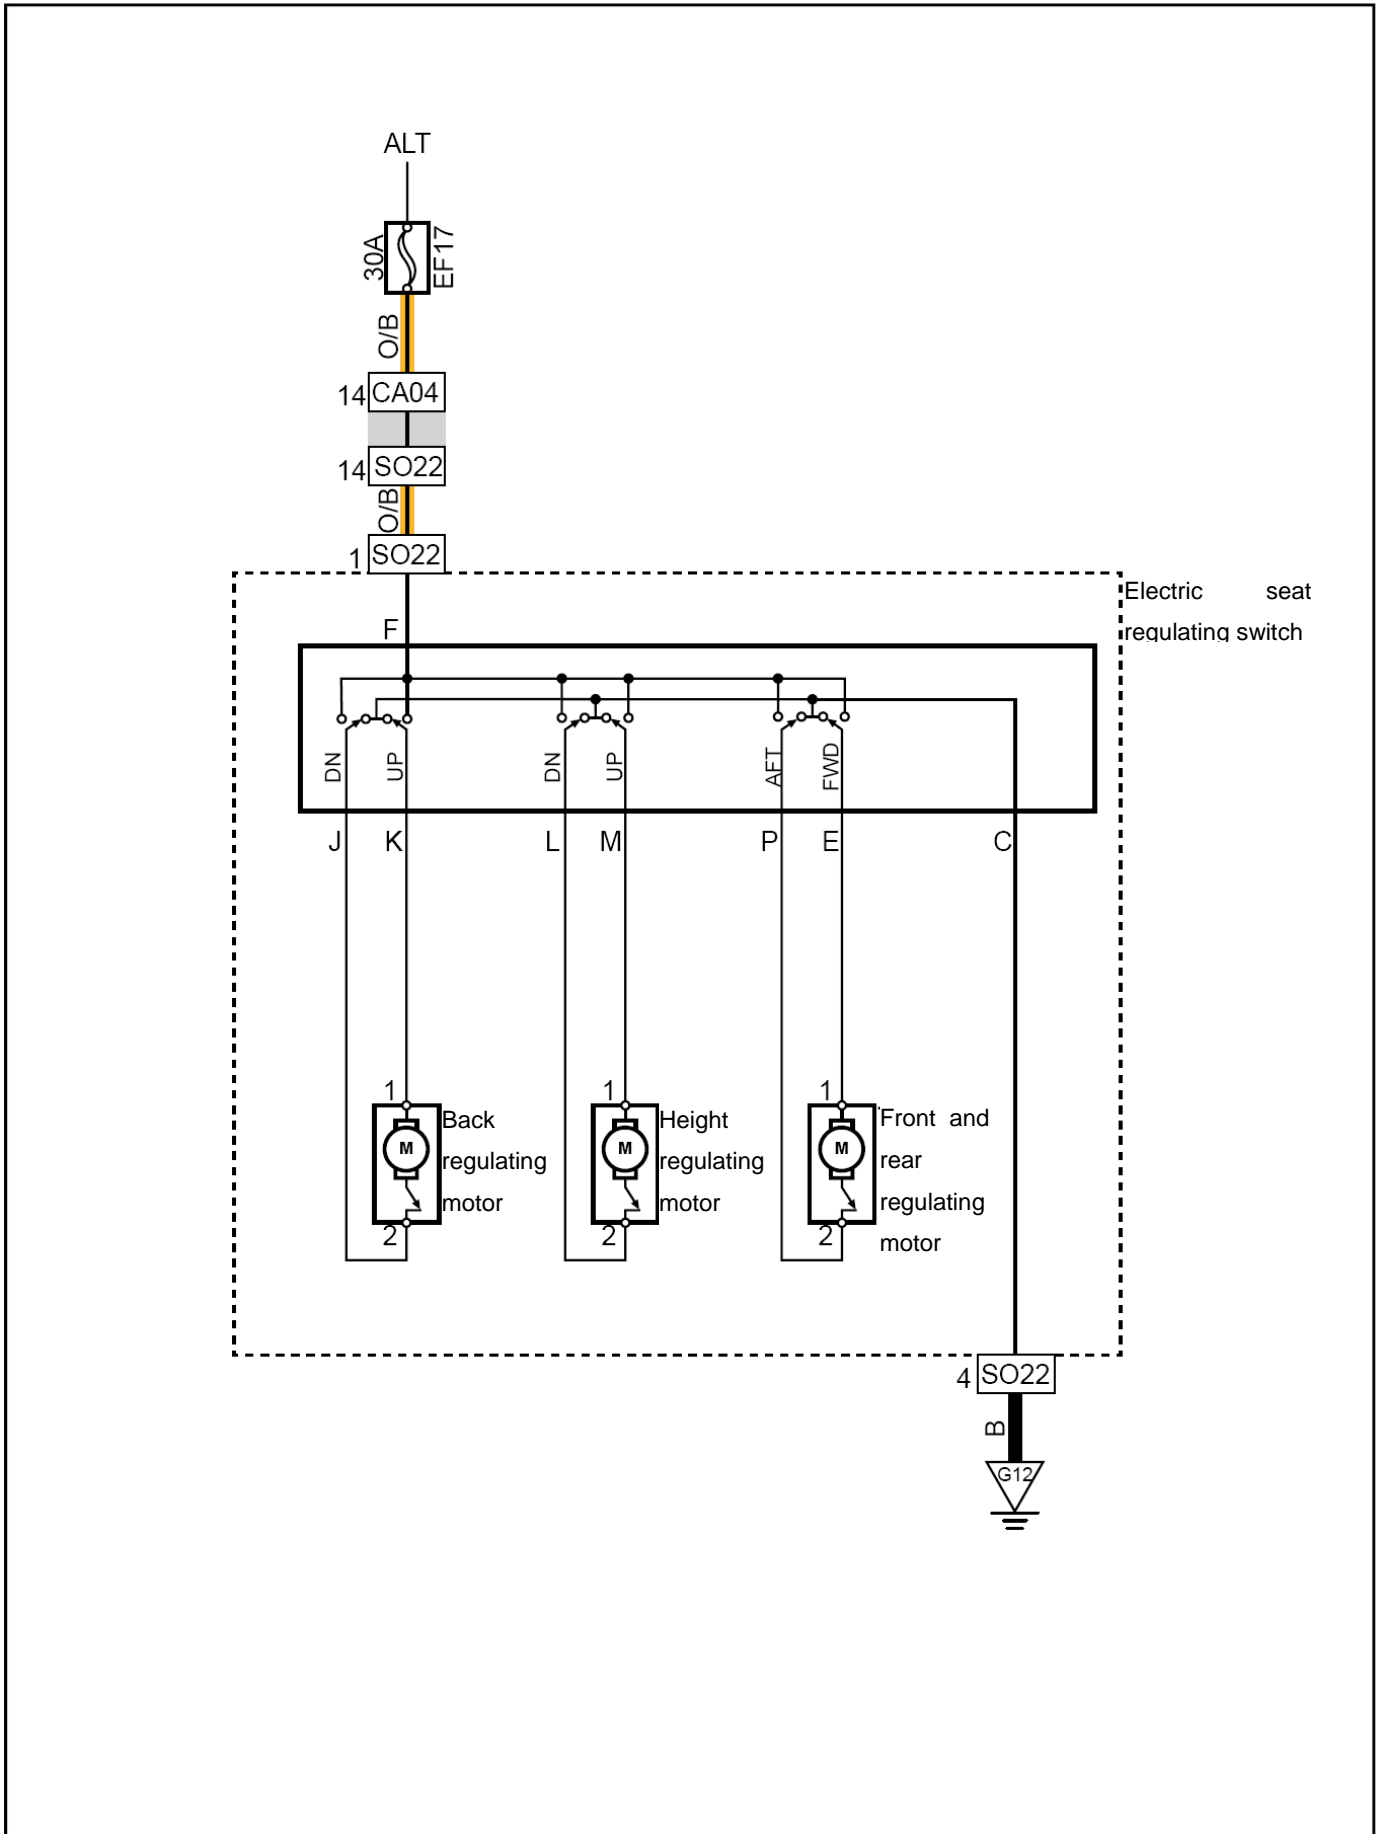 ALT
30A
EF17
O/B
14 CA04
14 SO22
O/B
1 SO22
Electric seat
regulating switch
F
DN
UP
DN
UP
AFT
FWD
J K L M P E C
1
Back
regulating
motor
M
2
1
Height
regulating
motor
M
2
1
Front and
rear
regulating
motor
M
2
4 SO22
B
G12